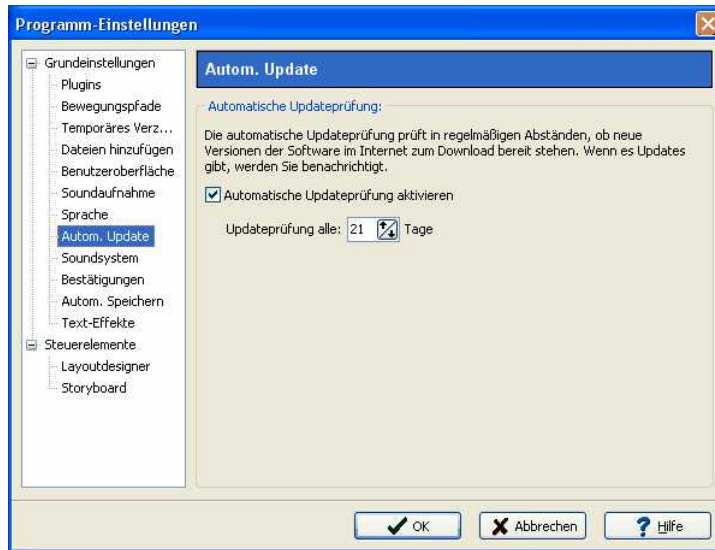 Programm-Einstellungen
Grundeinstellungen
Plugins
Bewegungspfade
Temporäres Verz...
Dateien hinzufügen
Benutzeroberfläche
Soundaufnahme
Sprache
Autom. Update
Soundsystem
Bestätigungen
Autom. Speichern
Text-Effekte
Steuerelemente
Layoutdesigner
Storyboard
Autom. Update
Automatische Updateprüfung:
Die automatische Updateprüfung prüft in regelmäßigen Abständen, ob neue
Versionen der Software im Internet zum Download bereit stehen. Wenn es Updates
gibt, werden Sie benachrichtigt.
Automatische Updateprüfung aktivieren
Updateprüfung alle: 21 Tage
OK
Abbrechen
Hilfe